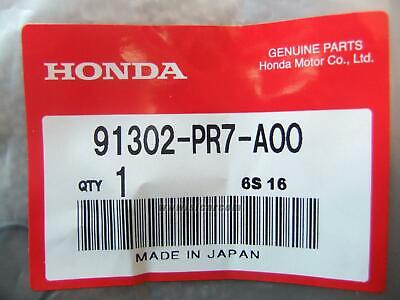 GENUINE PARTS
HONDA
Honda Motor Co., Ltd.
91302-PR7-A00
QTY 1
6S 16
MADE IN JAPAN